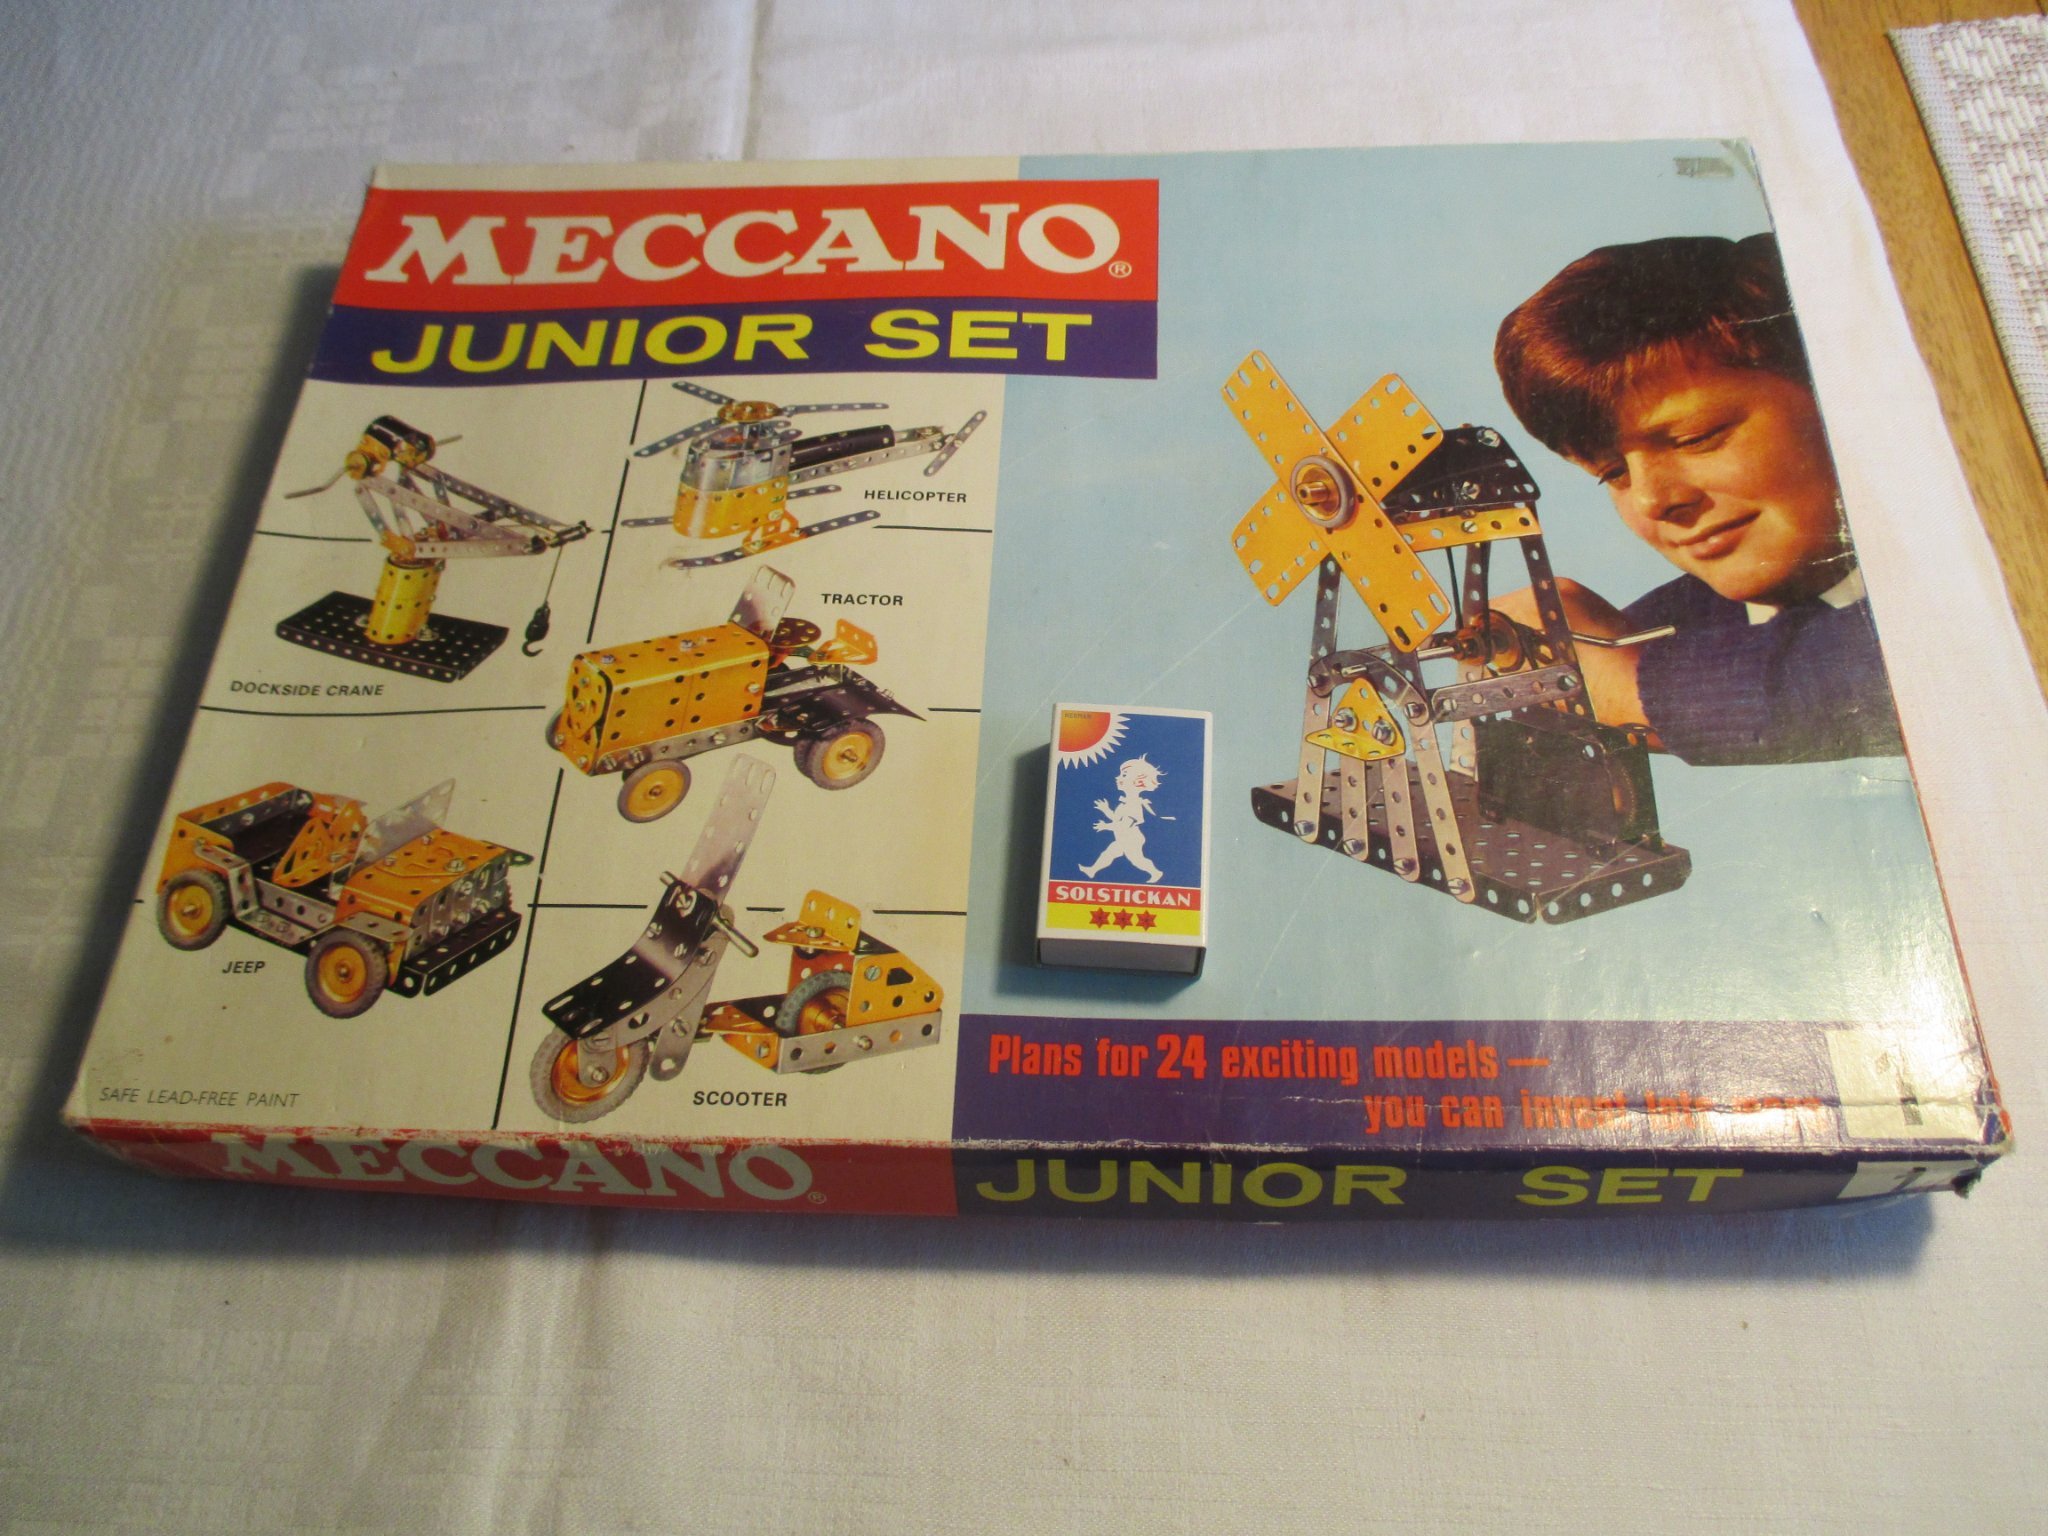 MECCANO®
JUNIOR SET
HELICOPTER
TRACTOR
DOCKSIDE CRANE
JEEP
SCOOTER
SAFE LEAD-FREE PAINT
SOLSTICKAN
Plans for 24 exciting models —
you can invent
MECCANO®
JUNIOR SET